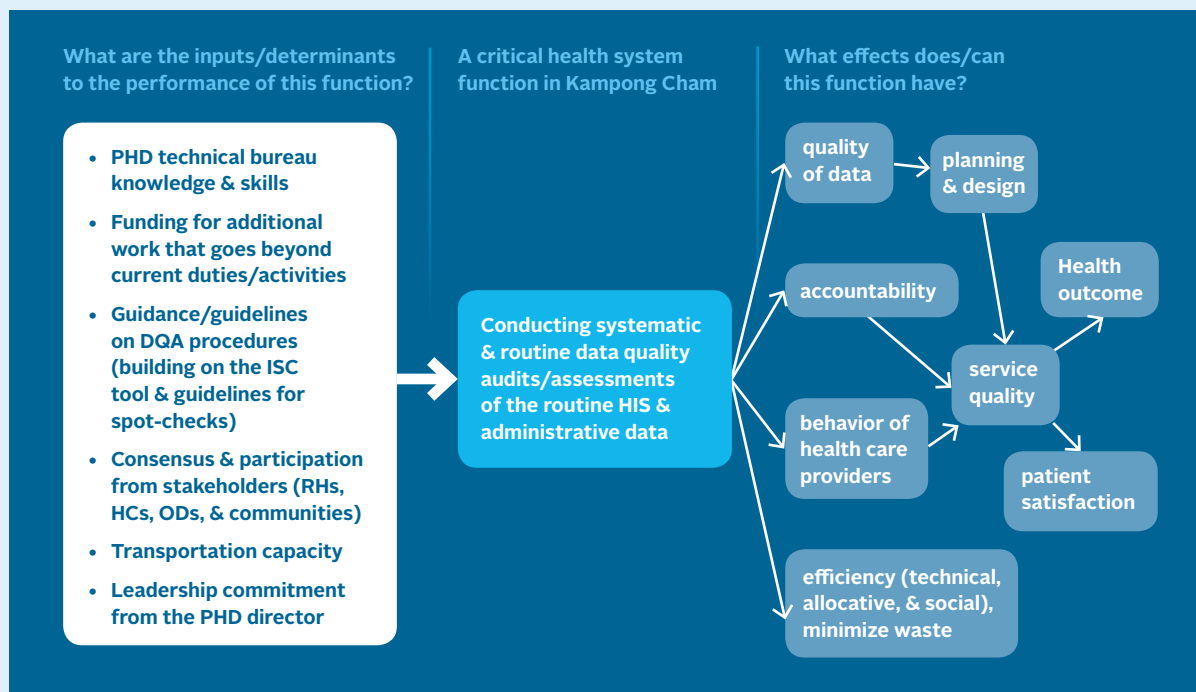 What are the inputs/determinants
to the performance of this function?
A critical health system
function in Kampong Cham
What effects does/can
this function have?
• PHD technical bureau
knowledge & skills
• Funding for additional
work that goes beyond
current duties/activities
• Guidance/guidelines
on DQA procedures
(building on the ISC
tool & guidelines for
spot-checks)
• Consensus & participation
from stakeholders (RHs,
HCs, ODs, & communities)
• Transportation capacity
• Leadership commitment
from the PHD director
Conducting systematic
& routine data quality
audits/assessments
of the routine HIS &
administrative data
quality
of data
planning
& design
accountability
Health
outcome
service
quality
behavior of
health care
providers
patient
satisfaction
efficiency (technical,
allocative, & social),
minimize waste